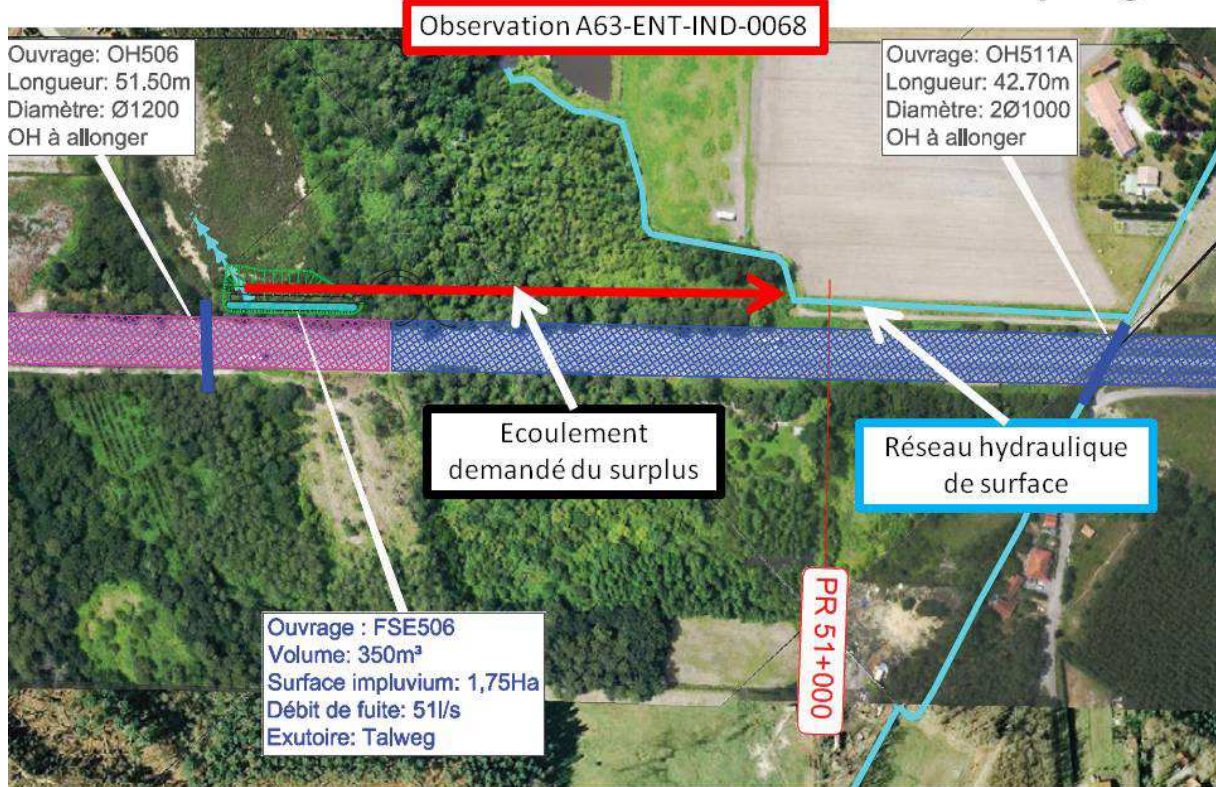 Observation A63-ENT-IND-0068
Ouvrage: OH506
Longueur: 51.50m
Diamètre: Ø1200
OH à allonger
Ouvrage: OH511A
Longueur: 42.70m
Diamètre: 2Ø1000
OH à allonger
Ecoulement
demandé du surplus
Réseau hydraulique
de surface
PR 51+000
Ouvrage : FSE506
Volume: 350m³
Surface impluvium: 1,75Ha
Débit de fuite: 51l/s
Exutoire: Talweg